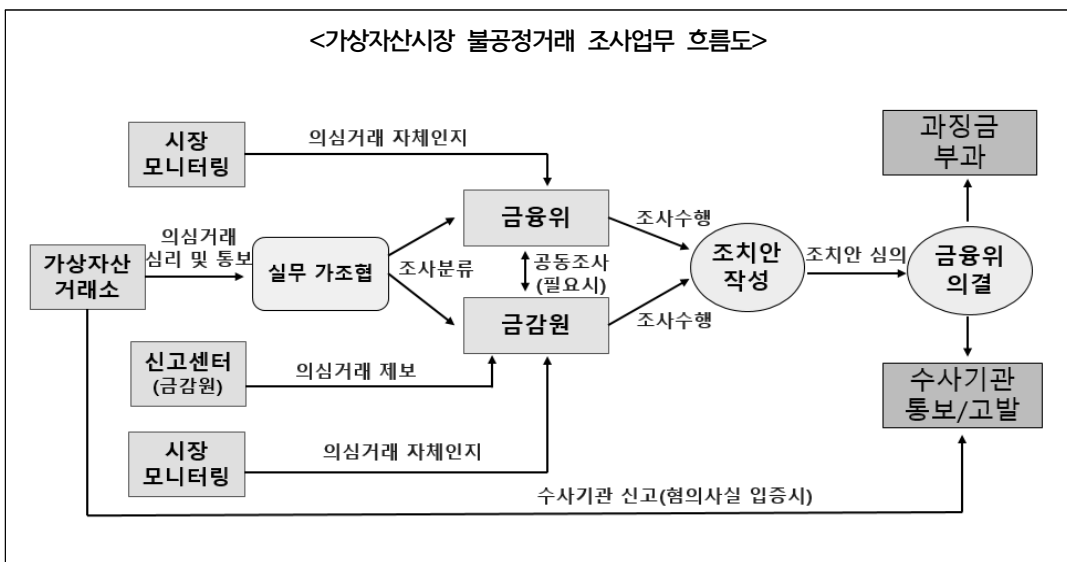 <가상자산시장 불공정거래 조사업무 흐름도>
시장
모니터링
의심거래 자체인지
과징금
부과
가상자산
거래소
의심거래
심리 및 통보
실무 가조협
조사분류
금융위
공동조사
(필요시)
금감원
조사수행
조사수행
조치안
작성
조치안 심의
금융위
의결
신고센터
(금감원)
의심거래 제보
수사기관
통보/고발
시장
모니터링
의심거래 자체인지
수사기관 신고(혐의사실 입증시)